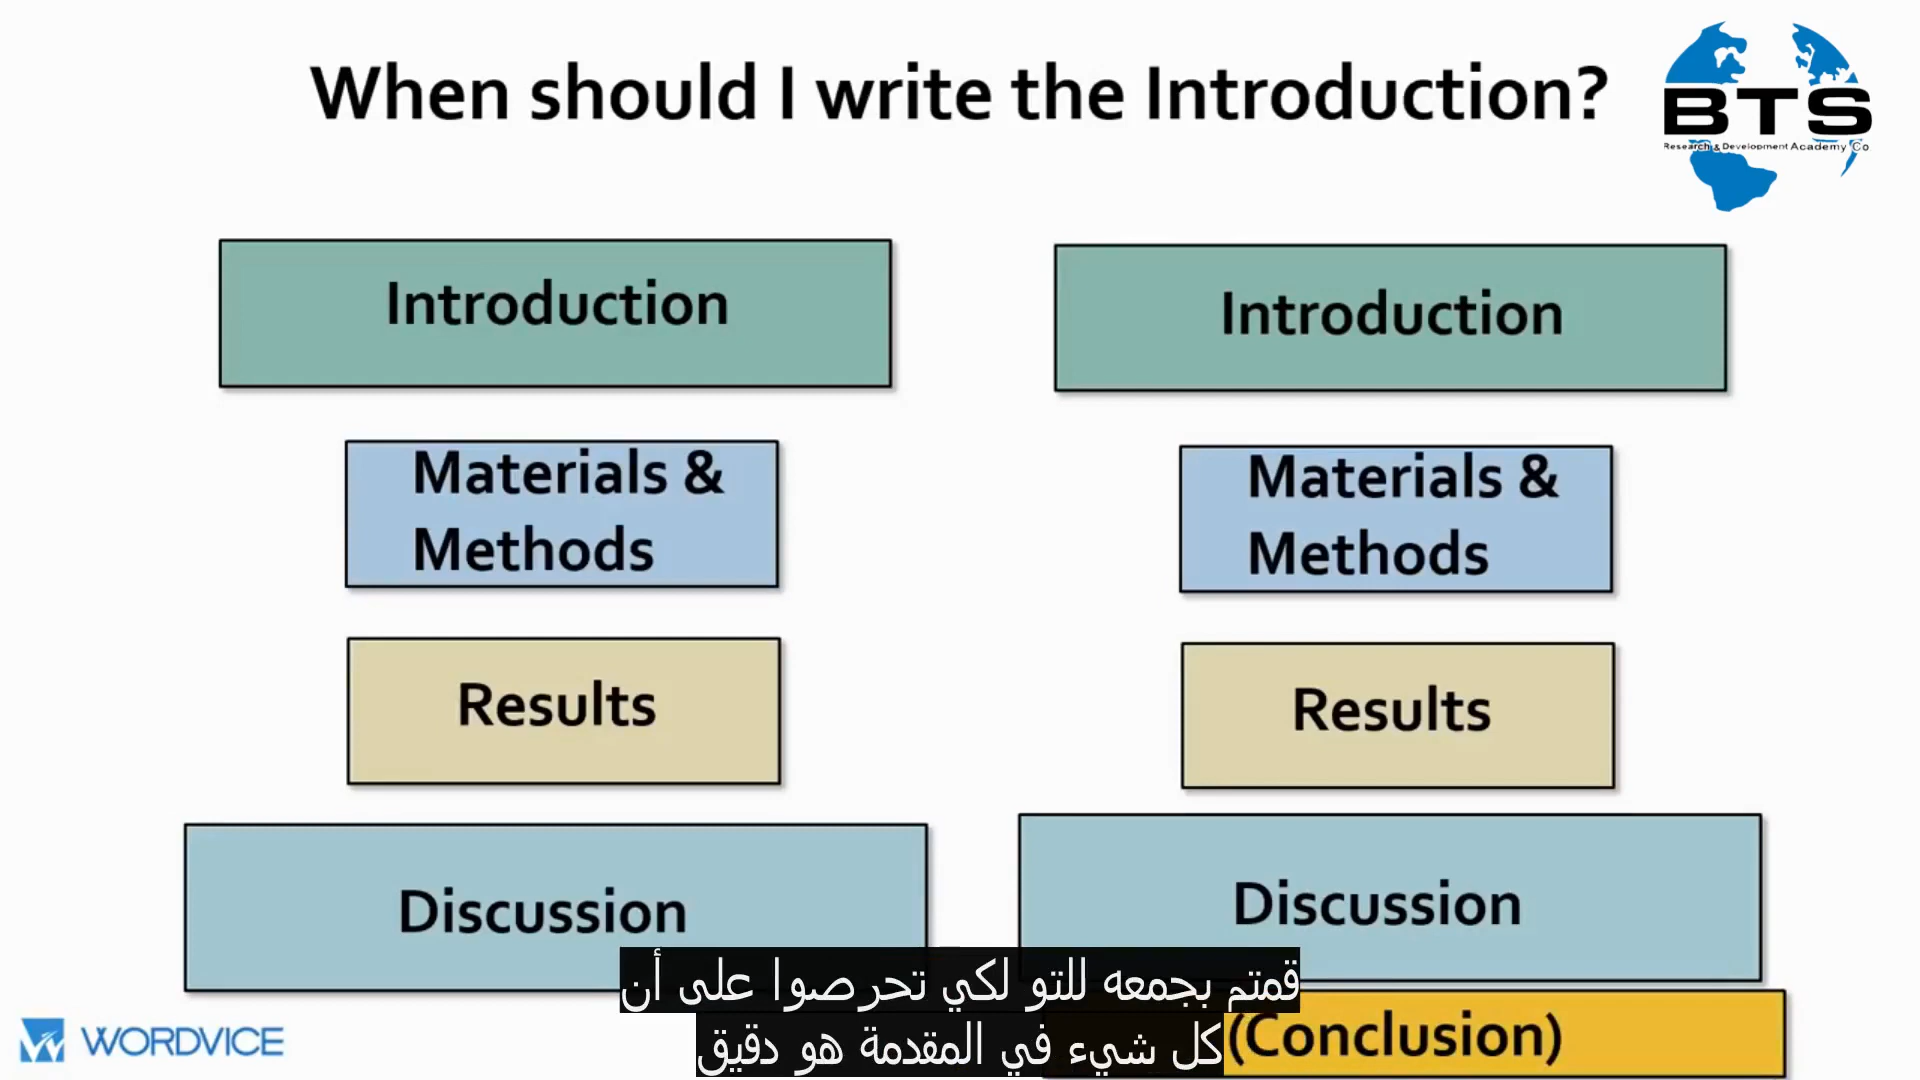 When should I write the Introduction?
BTS
Research & Development Academy Co
Introduction
Materials &
Methods
Results
Discussion
Introduction
Materials &
Methods
Results
Discussion
(Conclusion)
قمتم بجمعه للتو لكي تحرصوا على أن
كل شيء في المقدمة هو دقيق
WORDVICE